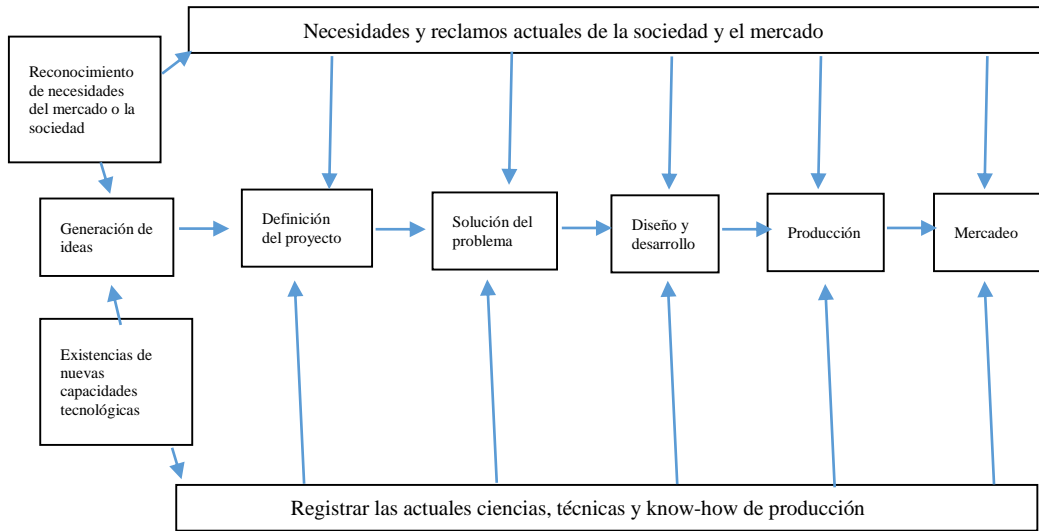 Necesidades y reclamos actuales de la sociedad y el mercado
Reconocimiento
de necesidades
del mercado o la
sociedad
Generación de
ideas
Definición
del proyecto
Solución del
problema
Diseño y
desarrollo
Producción
Mercadeo
Existencias de
nuevas
capacidades
tecnológicas
Registrar las actuales ciencias, técnicas y know-how de producción